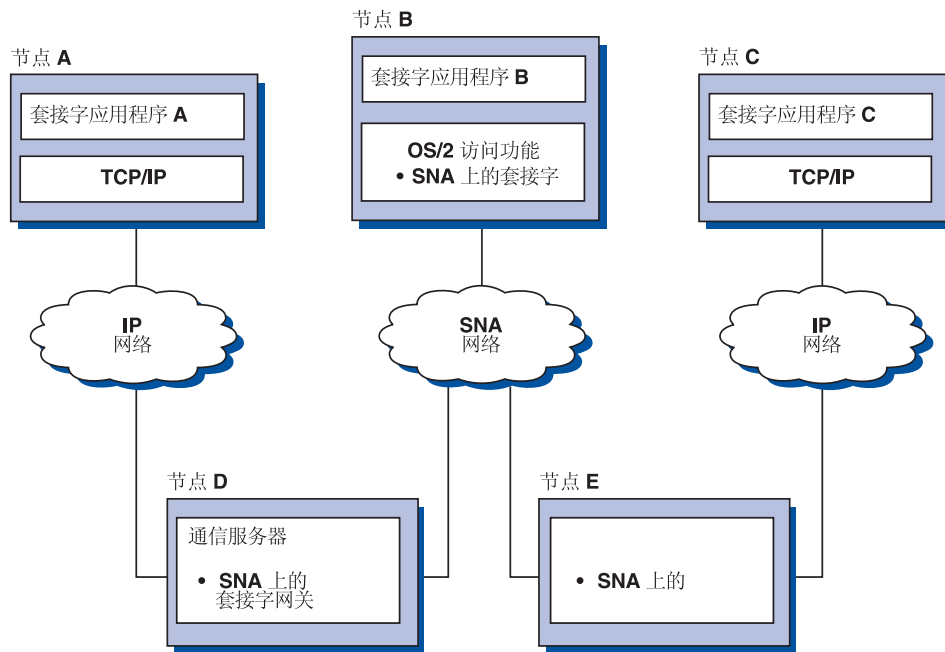 节点 A
套接字应用程序 A
TCP/IP
节点 B
套接字应用程序 B
OS/2 访问功能
• SNA 上的套接字
节点 C
套接字应用程序 C
TCP/IP
IP
网络
SNA
网络
IP
网络
节点 D
通信服务器
• SNA 上的
套接字网关
节点 E
• SNA 上的